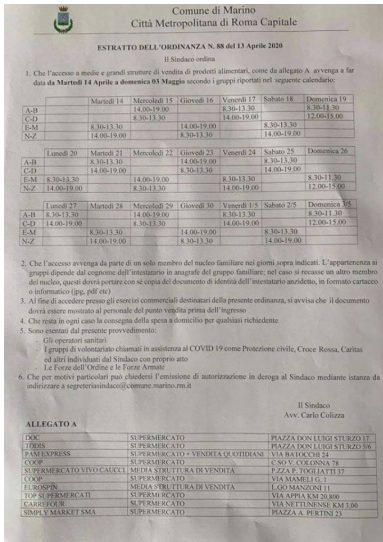 Comune di Marino
Città Metropolitana di Roma Capitale
ESTRATTO DELL'ORDINANZA N. 88 del 13 Aprile 2020
Il Sindaco ordina
1. Che l'accesso a medie e grandi strutture di vendita di prodotti alimentari, come da allegato A avvenga a far
data da Martedì 14 Aprile a domenica 03 Maggio secondo i gruppi riportati nel seguente calendario:
Martedì 14 Mercoledì 15 Giovedì 16 Venerdì 17 Sabato 18 Domenica 19
A-B 14.00-19.00 8.30-13.30 8.30-11.30
C-D 8.30-13.30 14.00-19.00 12.00-15.00
E-M 8.30-13.30 14.00-19.00 8.30-13.30
N-Z 14.00-19.00 8.30-13.30 14.00-19.00
Lunedì 20 Martedì 21 Mercoledì 22 Giovedì 23 Venerdì 24 Sabato 25 Domenica 26
A-B 8.30-13.30 14.00-19.00 8.30-13.30
C-D 14.00-19.00 8.30-13.30 14.00-19.00
E-M 8.30-13.30 14.00-19.00 8.30-13.30 8.30-11.30
N-Z 14.00-19.00 8.30-13.30 14.00-19.00 12.00-15.00
Lunedì 27 Martedì 28 Mercoledì 29 Giovedì 30 Venerdì 1/5 Sabato 2/5 Domenica 3/5
A-B 8.30-13.30 14.00-19.00 8.30-13.30 8.30-11.30
C-D 14.00-19.00 8.30-13.30 14.00-19.00 12.00-15.00
E-M 8.30-13.30 14.00-19.00 8.30-13.30
N-Z 14.00-19.00 8.30-13.30 14.00-19.00
2. Che l'accesso avvenga da parte di un solo membro del nucleo familiare nei giorni sopra indicati. L'appartenenza ai
gruppi dipende dal cognome dell'intestatario in anagrafe del gruppo familiare; nel caso si recasse un altro membro
del nucleo, questi dovrà portare con sé copia del documento di identità dell'intestatario anzidetto, in formato cartaceo
o informatico (jpg, pdf etc)
3. Al fine di accedere presso gli esercizi commerciali destinatari della presente ordinanza, si avvisa che il documento
dovrà essere mostrato al personale del punto vendita prima dell'ingresso
4. Che resta in ogni caso la consegna della spesa a domicilio per qualsiasi richiedente
5. Sono esentati dal presente provvedimento:
Gli operatori sanitari
I gruppi di volontariato chiamati in assistenza al COVID 19 come Protezione civile, Croce Rossa, Caritas
ed altri individuati dal Sindaco con proprio atto
Le Forze dell'Ordine e le Forze Armate
6. Che per motivi particolari può chiedersi l'emissione di autorizzazione in deroga al Sindaco mediante istanza da
indirizzare a segreteriasindaco@comune.marino.rm.it
Il Sindaco
Avv. Carlo Colizza
ALLEGATO A
DOC SUPERMERCATO PIAZZA DON LUIGI STURZO 17
TODIS SUPERMERCATO PIAZZA DON LUIGI STURZO 5/6
PAM EXPRESS SUPERMERCATO + VENDITA QUOTIDIANI VIA BATOCCHI 24
COOP SUPERMERCATO C.SO V. COLONNA 78
SUPERMERCATO VIVO CAUCCI MEDIA STRUTTURA DI VENDITA P.ZZA P. TOGLIATTI 37
COOP SUPERMERCATO VIA MAMELI G. 1
EUROSPIN MEDIA STRUTTURA DI VENDITA L.GO MANZONI 11
TOP SUPERMERCATI SUPERMERCATO VIA APPIA KM 20,800
CARREFOUR SUPERMERCATO VIA NETTUNENSE KM 3,00
SIMPLY MARKET SMA SUPERMERCATO PIAZZA A. PERTINI 23